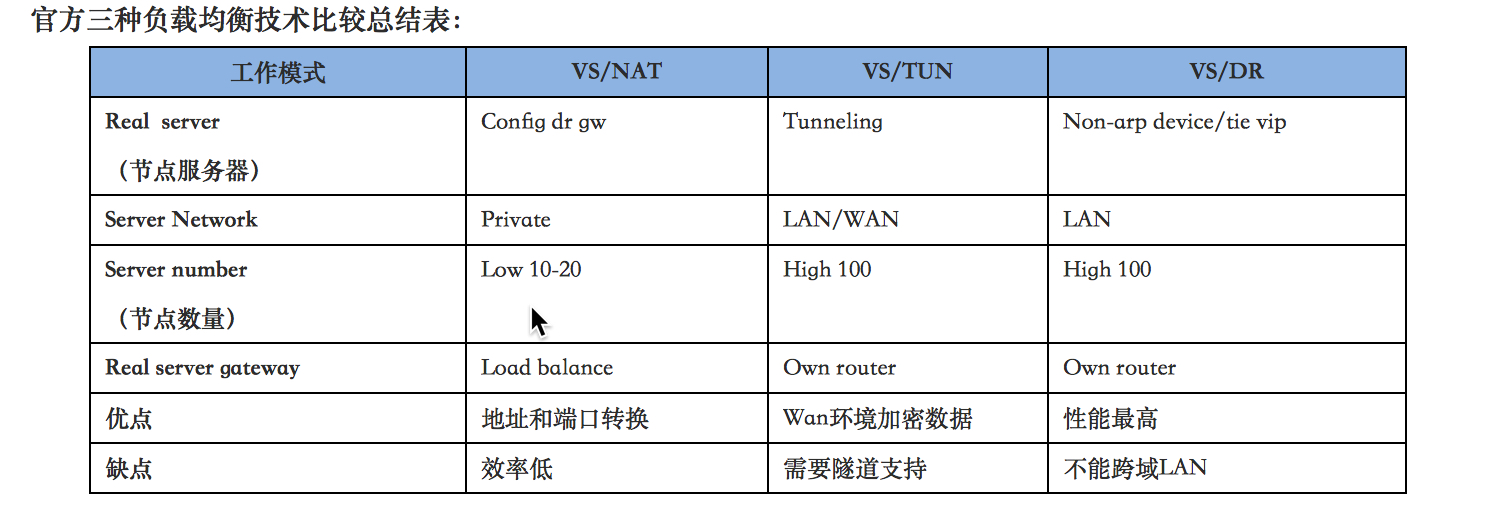 官方三种负载均衡技术比较总结表：
工作模式 VS/NAT VS/TUN VS/DR
Real server Config dr gw Tunneling Non-arp device/tie vip
（节点服务器）
Server Network Private LAN/WAN LAN
Server number Low 10-20 High 100 High 100
（节点数量）
Real server gateway Load balance Own router Own router
优点 地址和端口转换 Wan环境加密数据 性能最高
缺点 效率低 需要隧道支持 不能跨域LAN